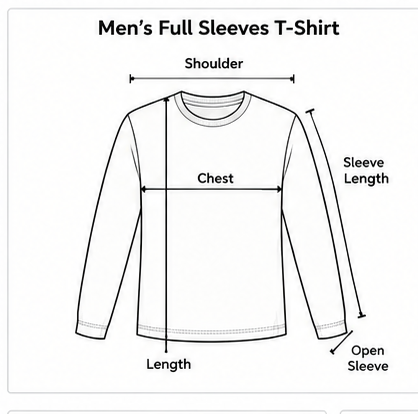 Men's Full Sleeves T-Shirt
Shoulder
Sleeve
Length
Chest
Length
Open
Sleeve